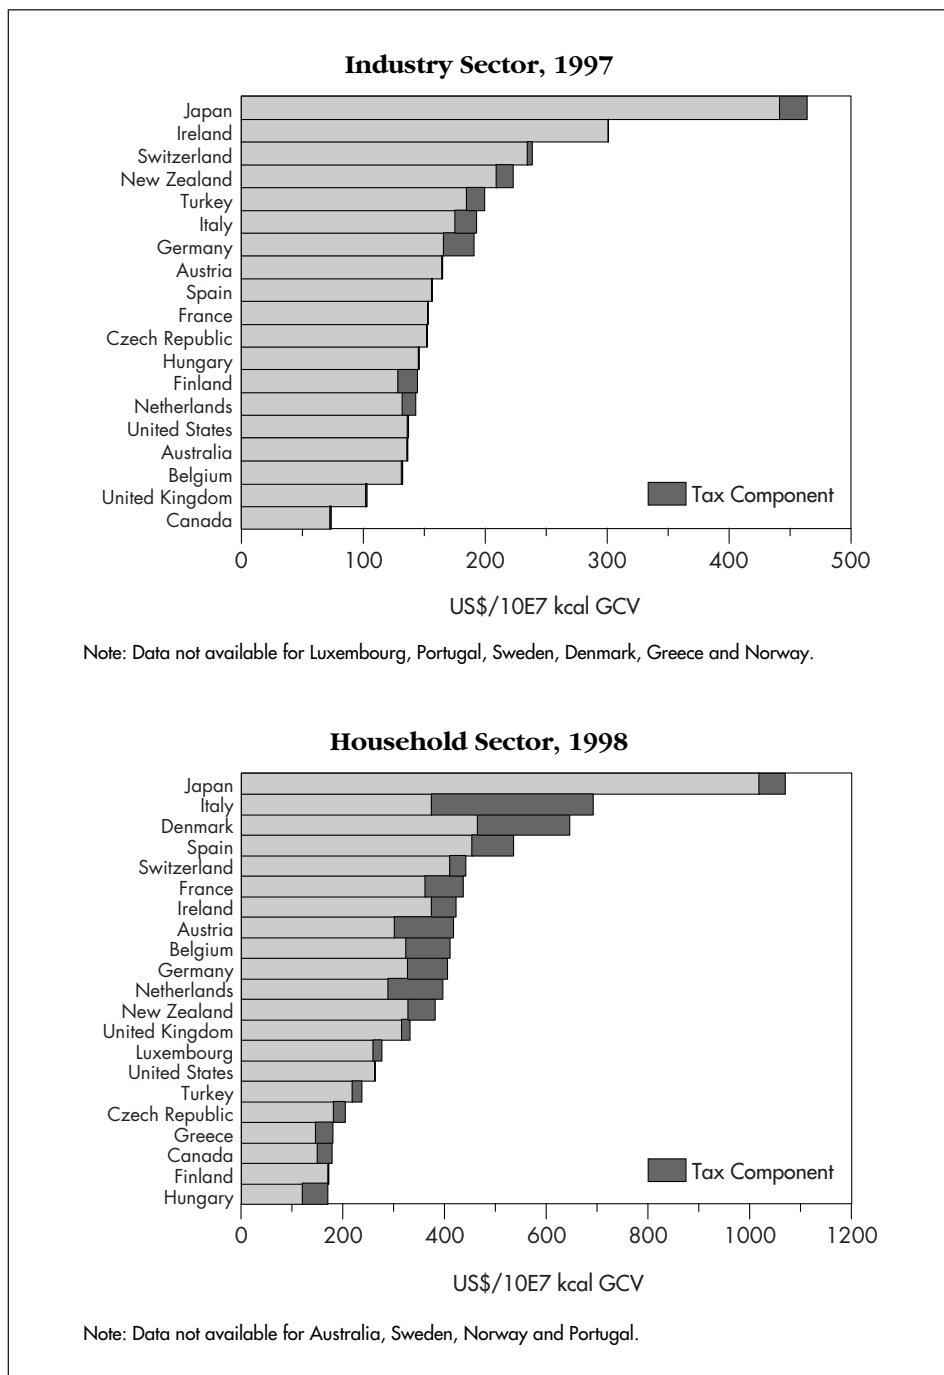 Industry Sector, 1997
Japan
Ireland
Switzerland
New Zealand
Turkey
Italy
Germany
Austria
Spain
France
Czech Republic
Hungary
Finland
Netherlands
United States
Australia
Belgium
United Kingdom
Canada
Tax Component
0 100 200 300 400 500
US$/10E7 kcal GCV
Note: Data not available for Luxembourg, Portugal, Sweden, Denmark, Greece and Norway.
Household Sector, 1998
Japan
Italy
Denmark
Spain
Switzerland
France
Ireland
Austria
Belgium
Germany
Netherlands
New Zealand
United Kingdom
Luxembourg
United States
Turkey
Czech Republic
Greece
Canada
Finland
Hungary
Tax Component
0 200 400 600 800 1000 1200
US$/10E7 kcal GCV
Note: Data not available for Australia, Sweden, Norway and Portugal.